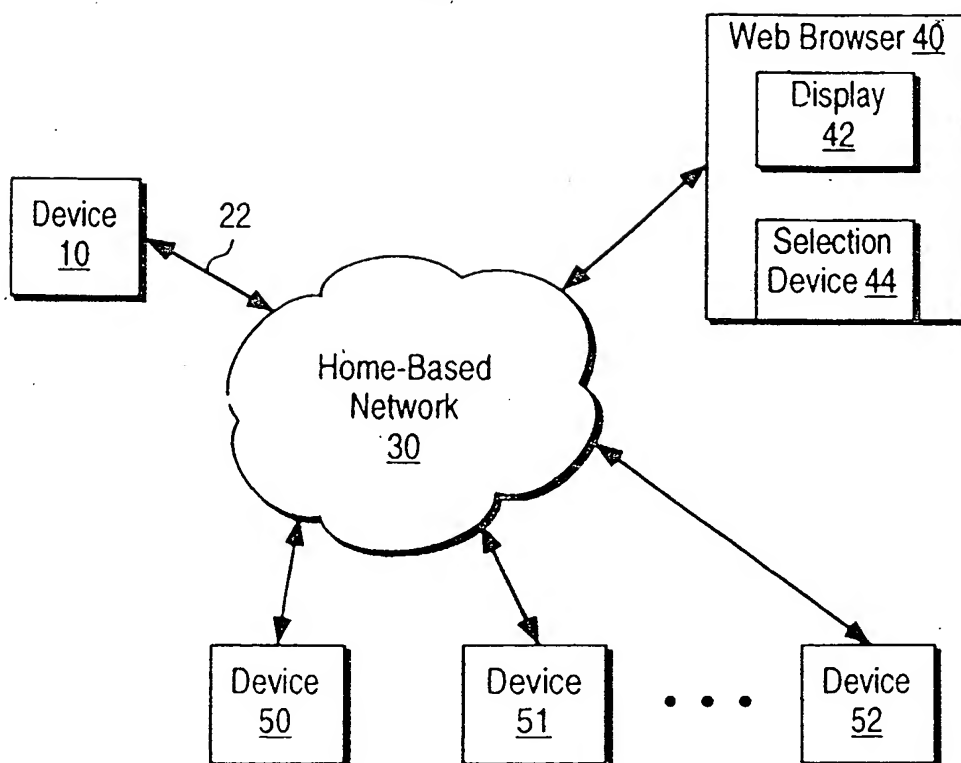 Web Browser 40
Display
42
Selection
Device 44
Device
10
22
Home-Based
Network
30
Device
50
Device
51
Device
52